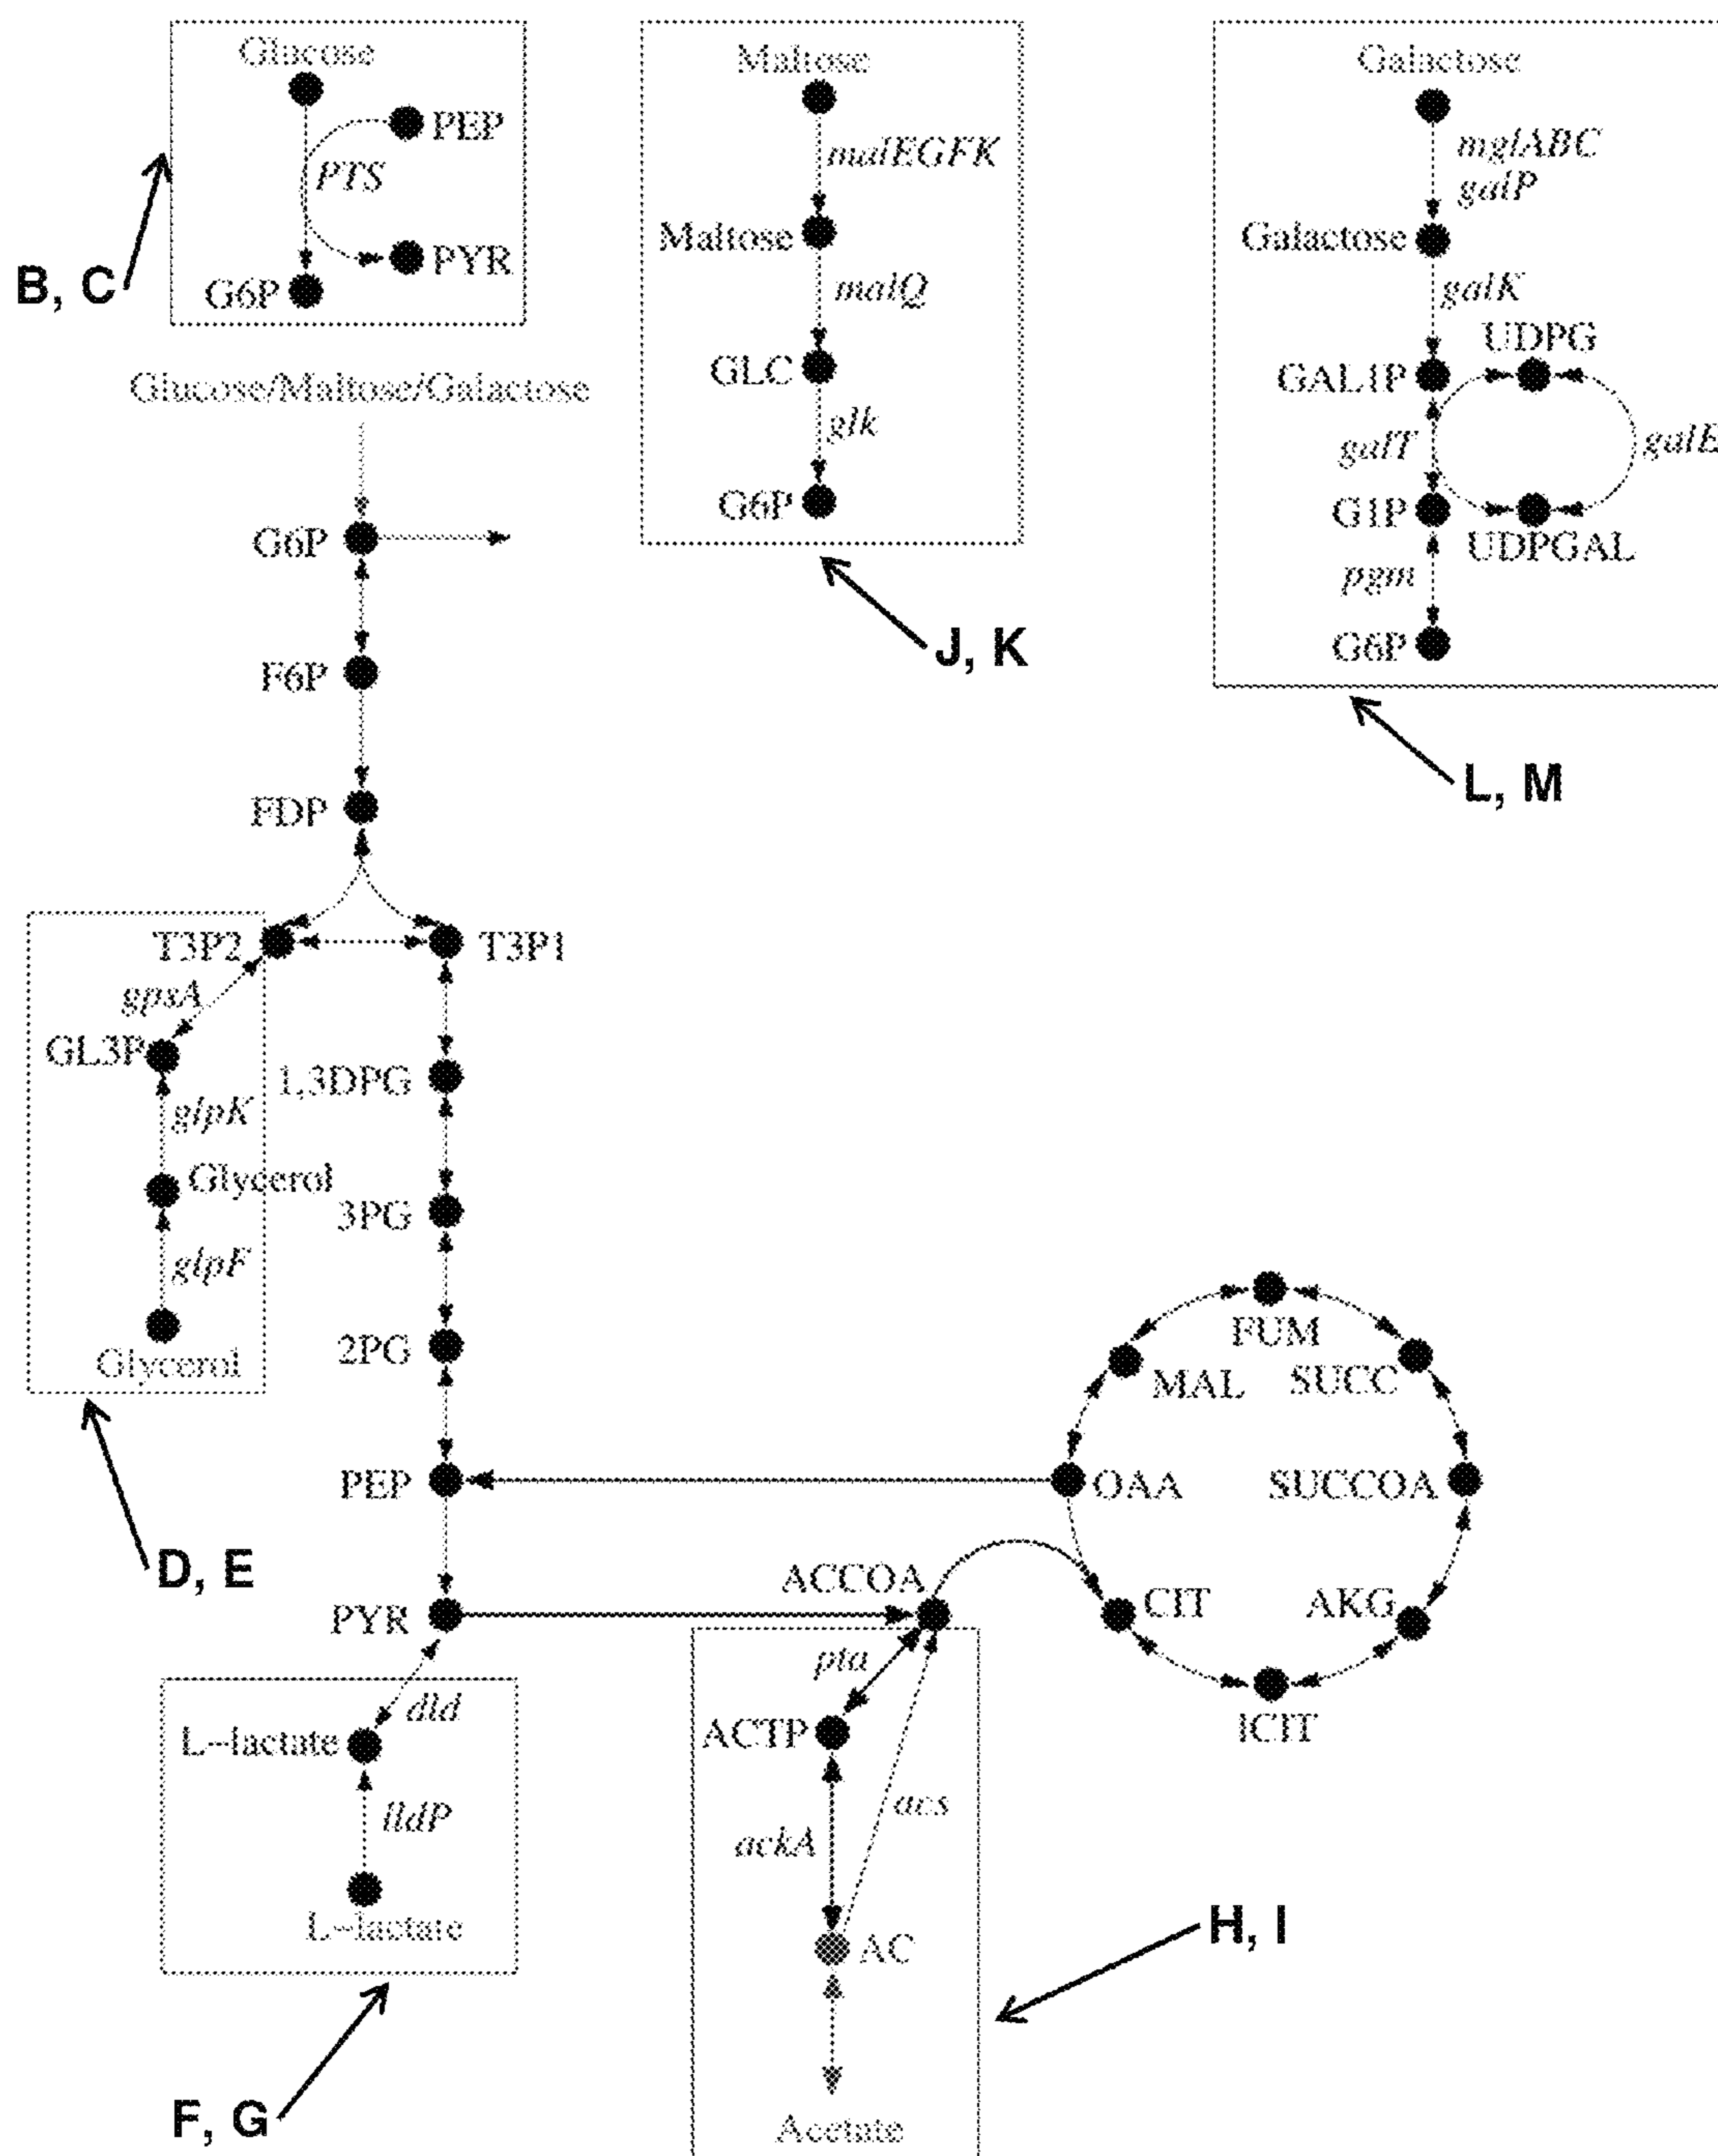 Glucose
PEP
PTS
PYR
G6P
B, C
Maltose
malEGFK
Maltose
malQ
GLC
glk
G6P
J, K
Galactose
mglABC
galP
Galactose
galK
UDPG
GAL1P
galT
galE
G1P
UDPGAL
pgm
G6P
L, M
Glucose/Maltose/Galactose
G6P
F6P
FDP
T3P2
T3P1
gpsA
GL3P
1,3DPG
glpK
Glycerol
3PG
glpF
2PG
Glycerol
D, E
PEP
PYR
FUM
MAL
SUCC
OAA
SUCCOA
ACCOA
CIT
AKG
ICIT
pta
dld
L-lactate
ACTP
lldP
acs
ackA
L-lactate
AC
H, I
F, G
Acetate